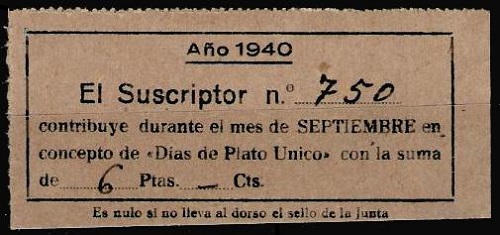 Año 1940
El Suscriptor n.º 750
contribuye durante el mes de SEPTIEMBRE en
concepto de «Días de Plato Unico» con la suma
de 6 Ptas. — Cts.
Es nulo si no lleva al dorso el sello de la Junta